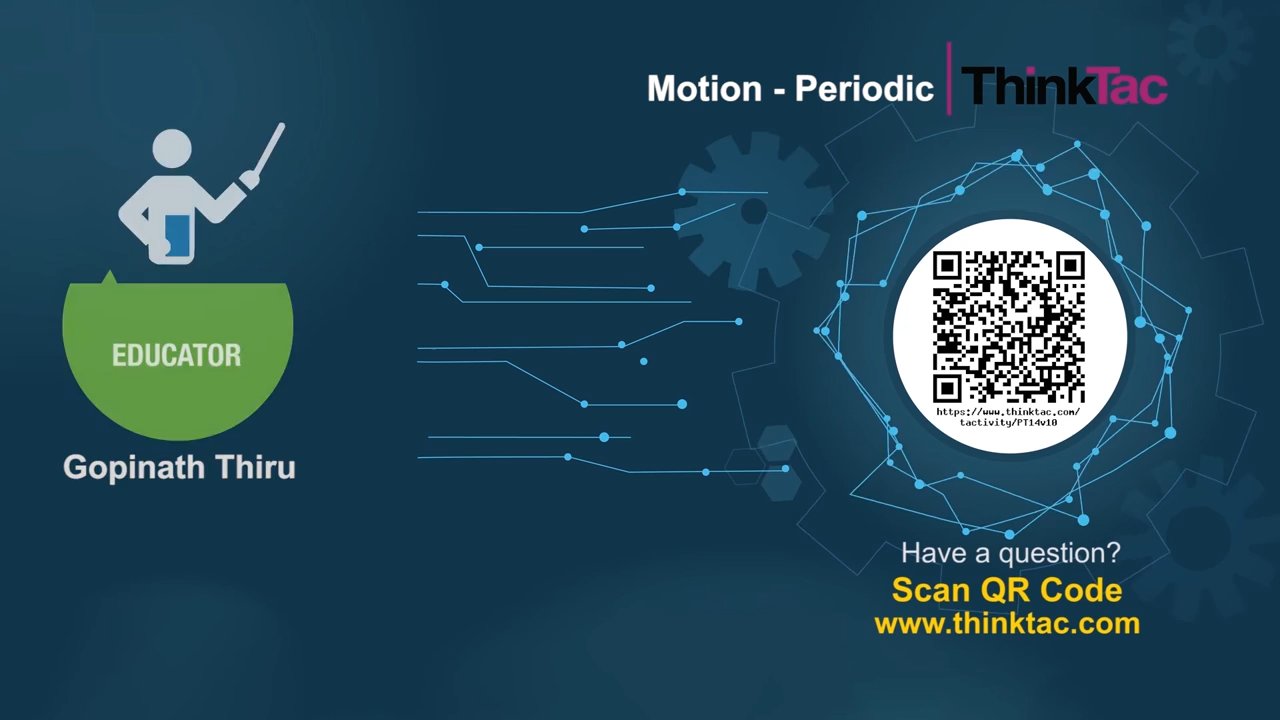 Motion - Periodic
ThinkTac
EDUCATOR
Gopinath Thiru
https://www.thinktac.com/
tactivity/PT14v10
Have a question?
Scan QR Code
www.thinktac.com